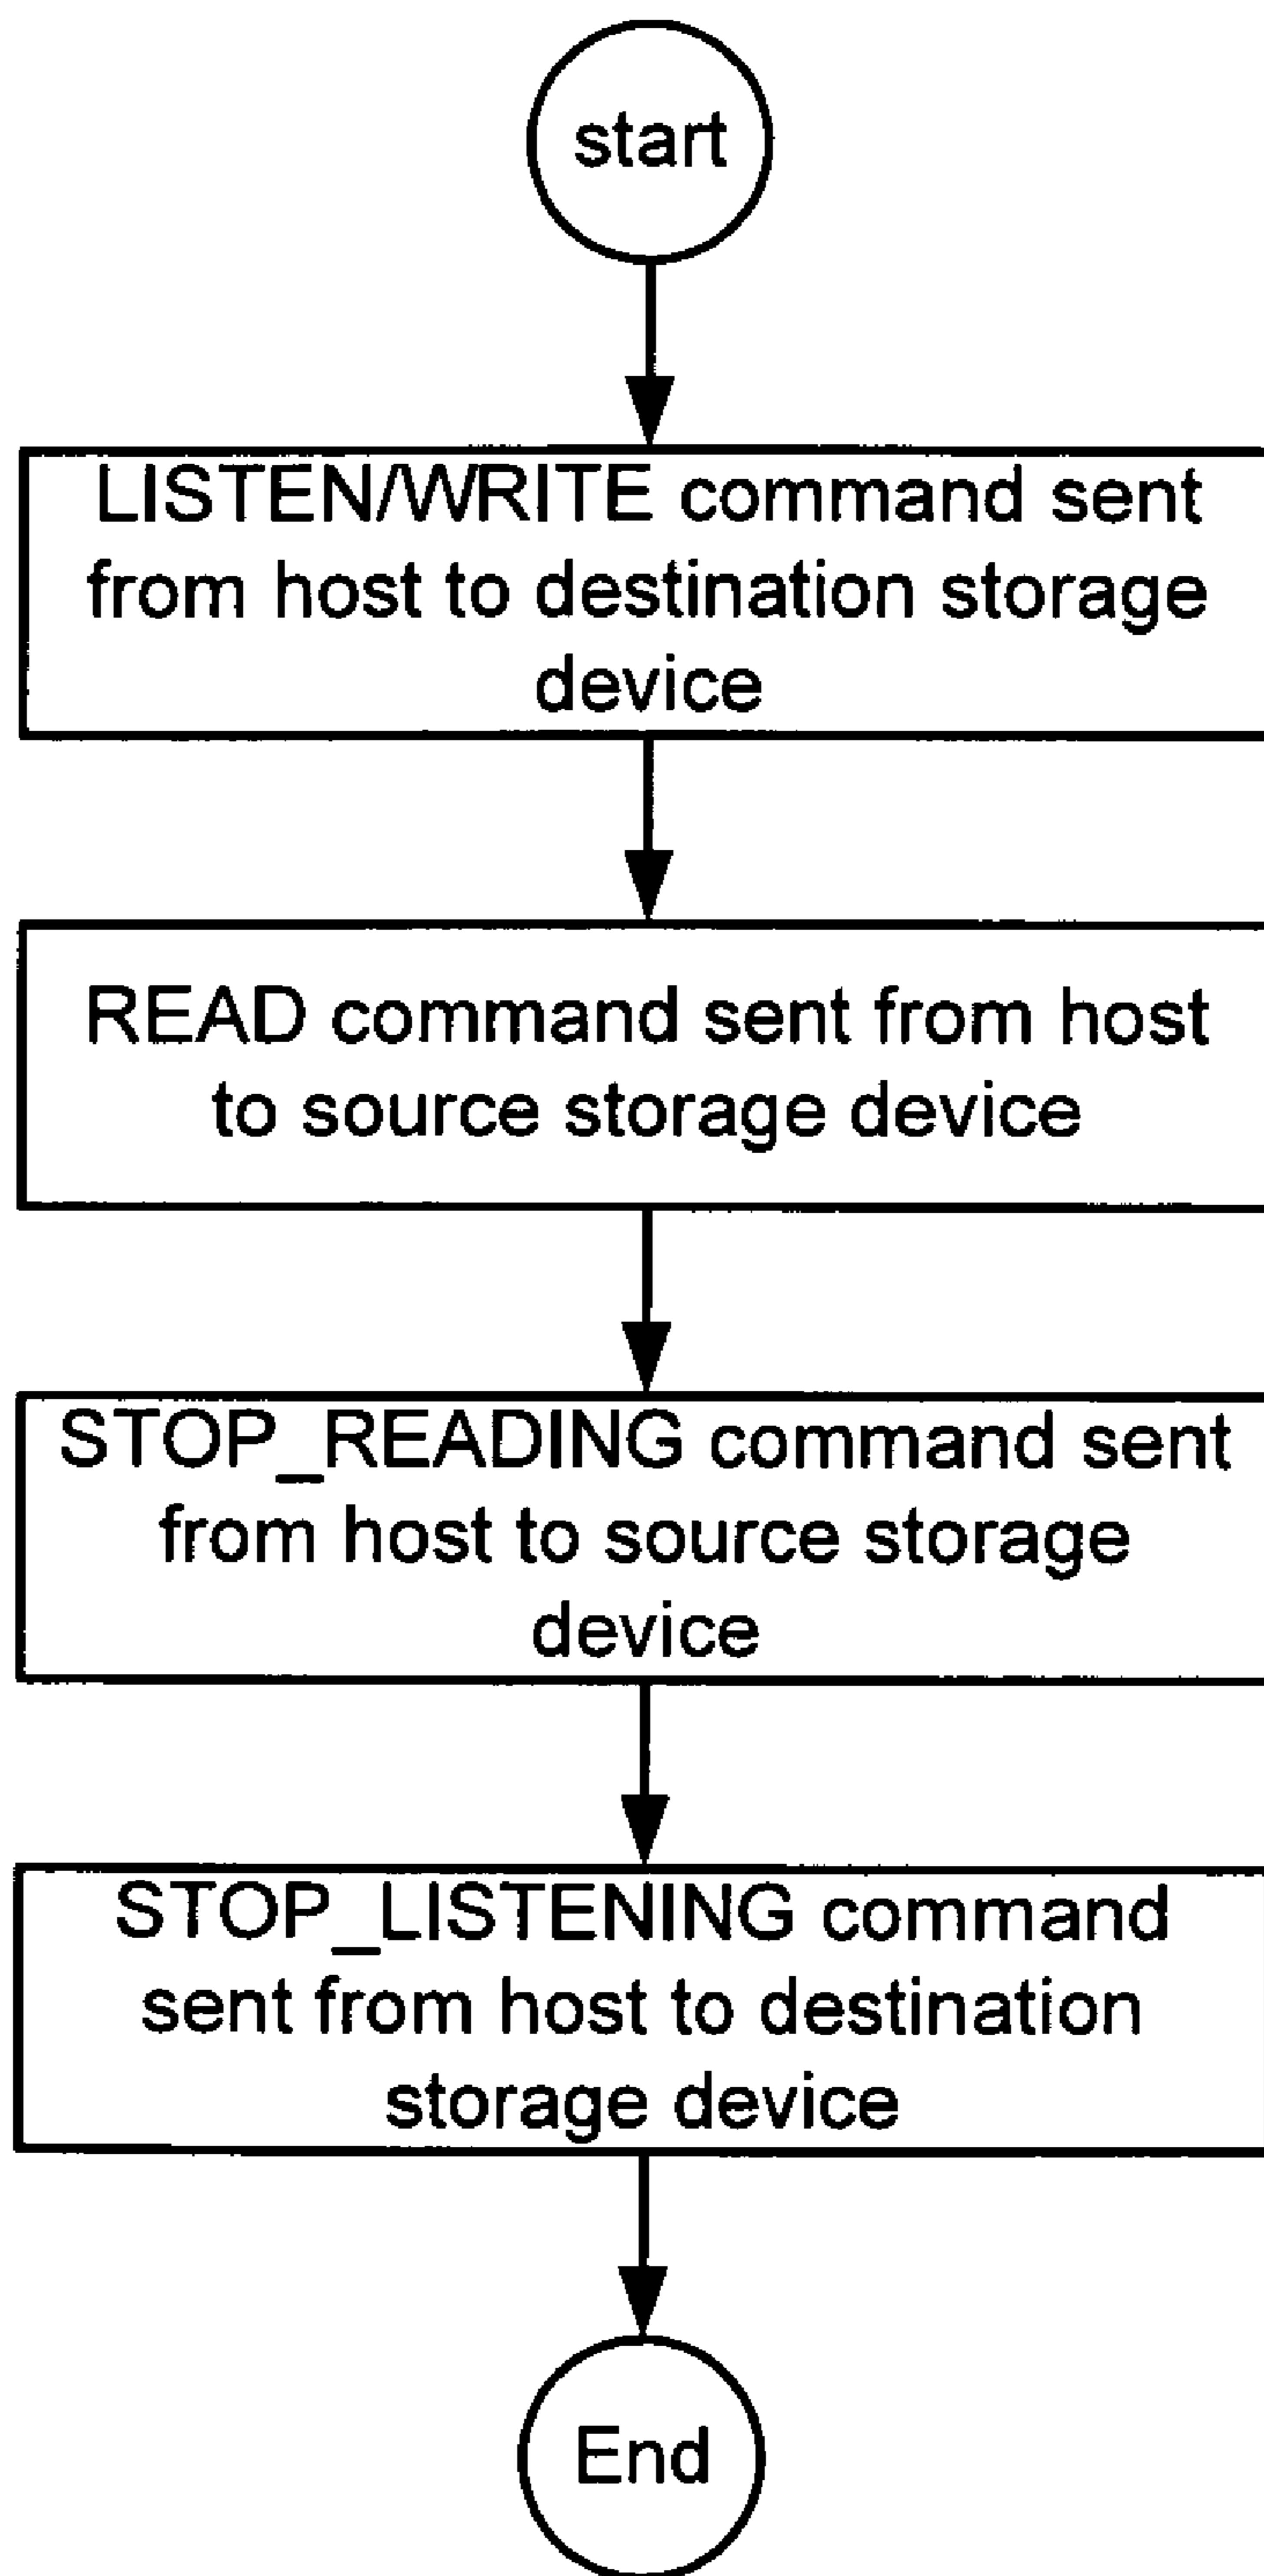 start
LISTEN/WRITE command sent
from host to destination storage
device
READ command sent from host
to source storage device
STOP_READING command sent
from host to source storage
device
STOP_LISTENING command
sent from host to destination
storage device
End